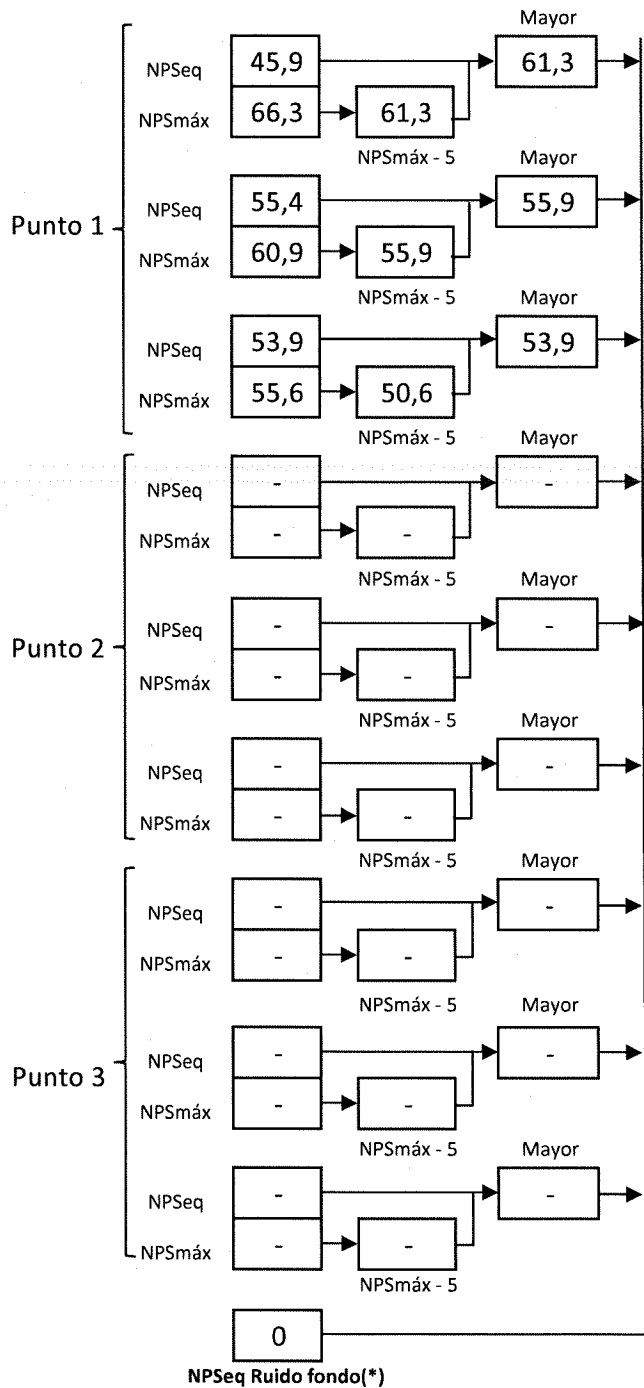 Mayor
NPSeq 45,9 61,3
NPSmáx 66,3 61,3
NPSmáx - 5 Mayor
Punto 1
NPSeq 55,4 55,9
NPSmáx 60,9 55,9
NPSmáx - 5 Mayor
NPSeq 53,9 53,9
NPSmáx 55,6 50,6
NPSmáx - 5 Mayor
NPSeq - -
NPSmáx - -
NPSmáx - 5 Mayor
Punto 2
NPSeq - -
NPSmáx - -
NPSmáx - 5 Mayor
NPSeq - -
NPSmáx - -
NPSmáx - 5 Mayor
NPSeq - -
NPSmáx - -
NPSmáx - 5 Mayor
Punto 3
NPSeq - -
NPSmáx - -
NPSmáx - 5 Mayor
NPSeq - -
NPSmáx - -
NPSmáx - 5
0
NPSeq Ruido fondo(*)